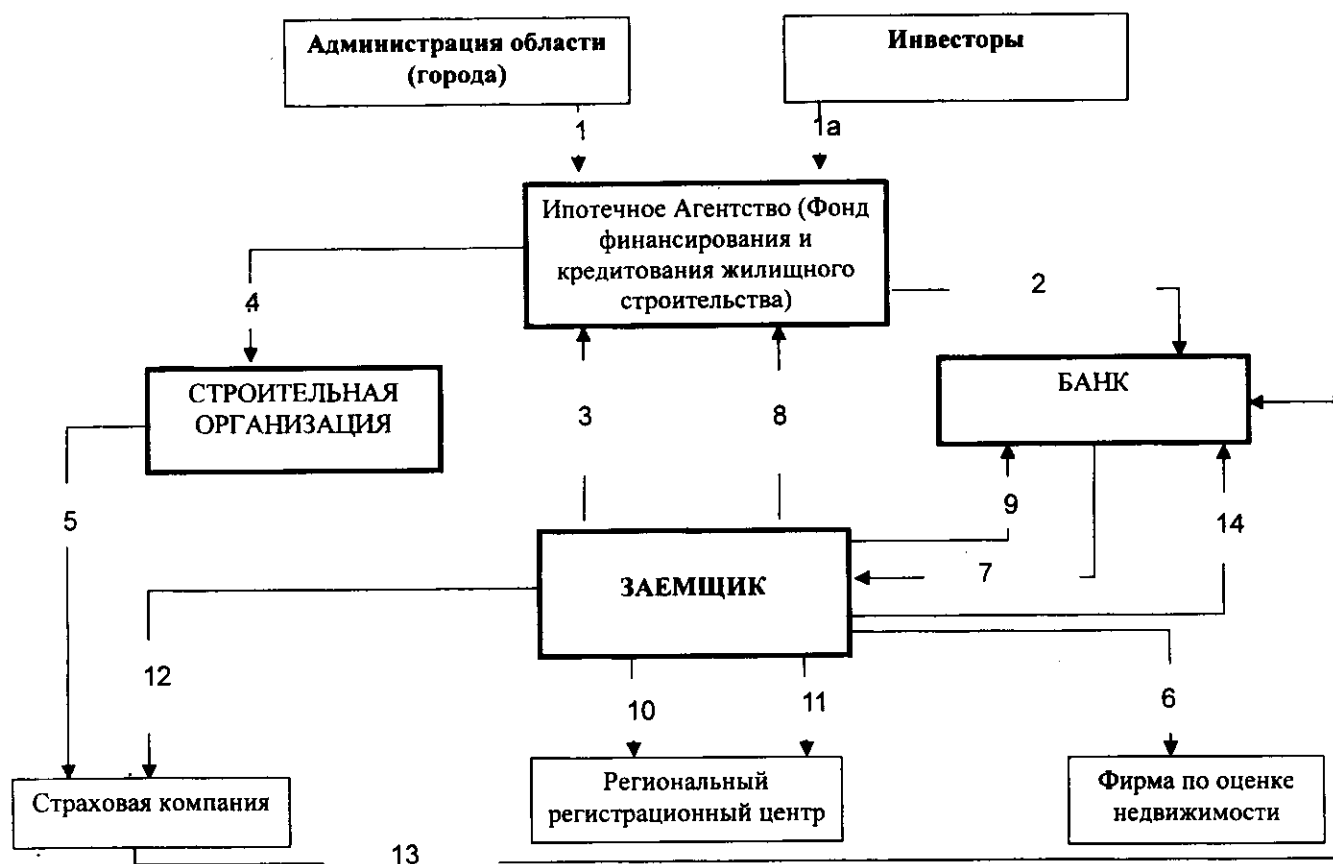 Администрация области
(города)
Инвесторы
1
1а
Ипотечное Агентство (Фонд
финансирования и
кредитования жилищного
строительства)
2
4
СТРОИТЕЛЬНАЯ
ОРГАНИЗАЦИЯ
БАНК
3
8
5
9
14
7
ЗАЕМЩИК
12
10
11
6
Страховая компания
Региональный
регистрационный центр
Фирма по оценке
недвижимости
13